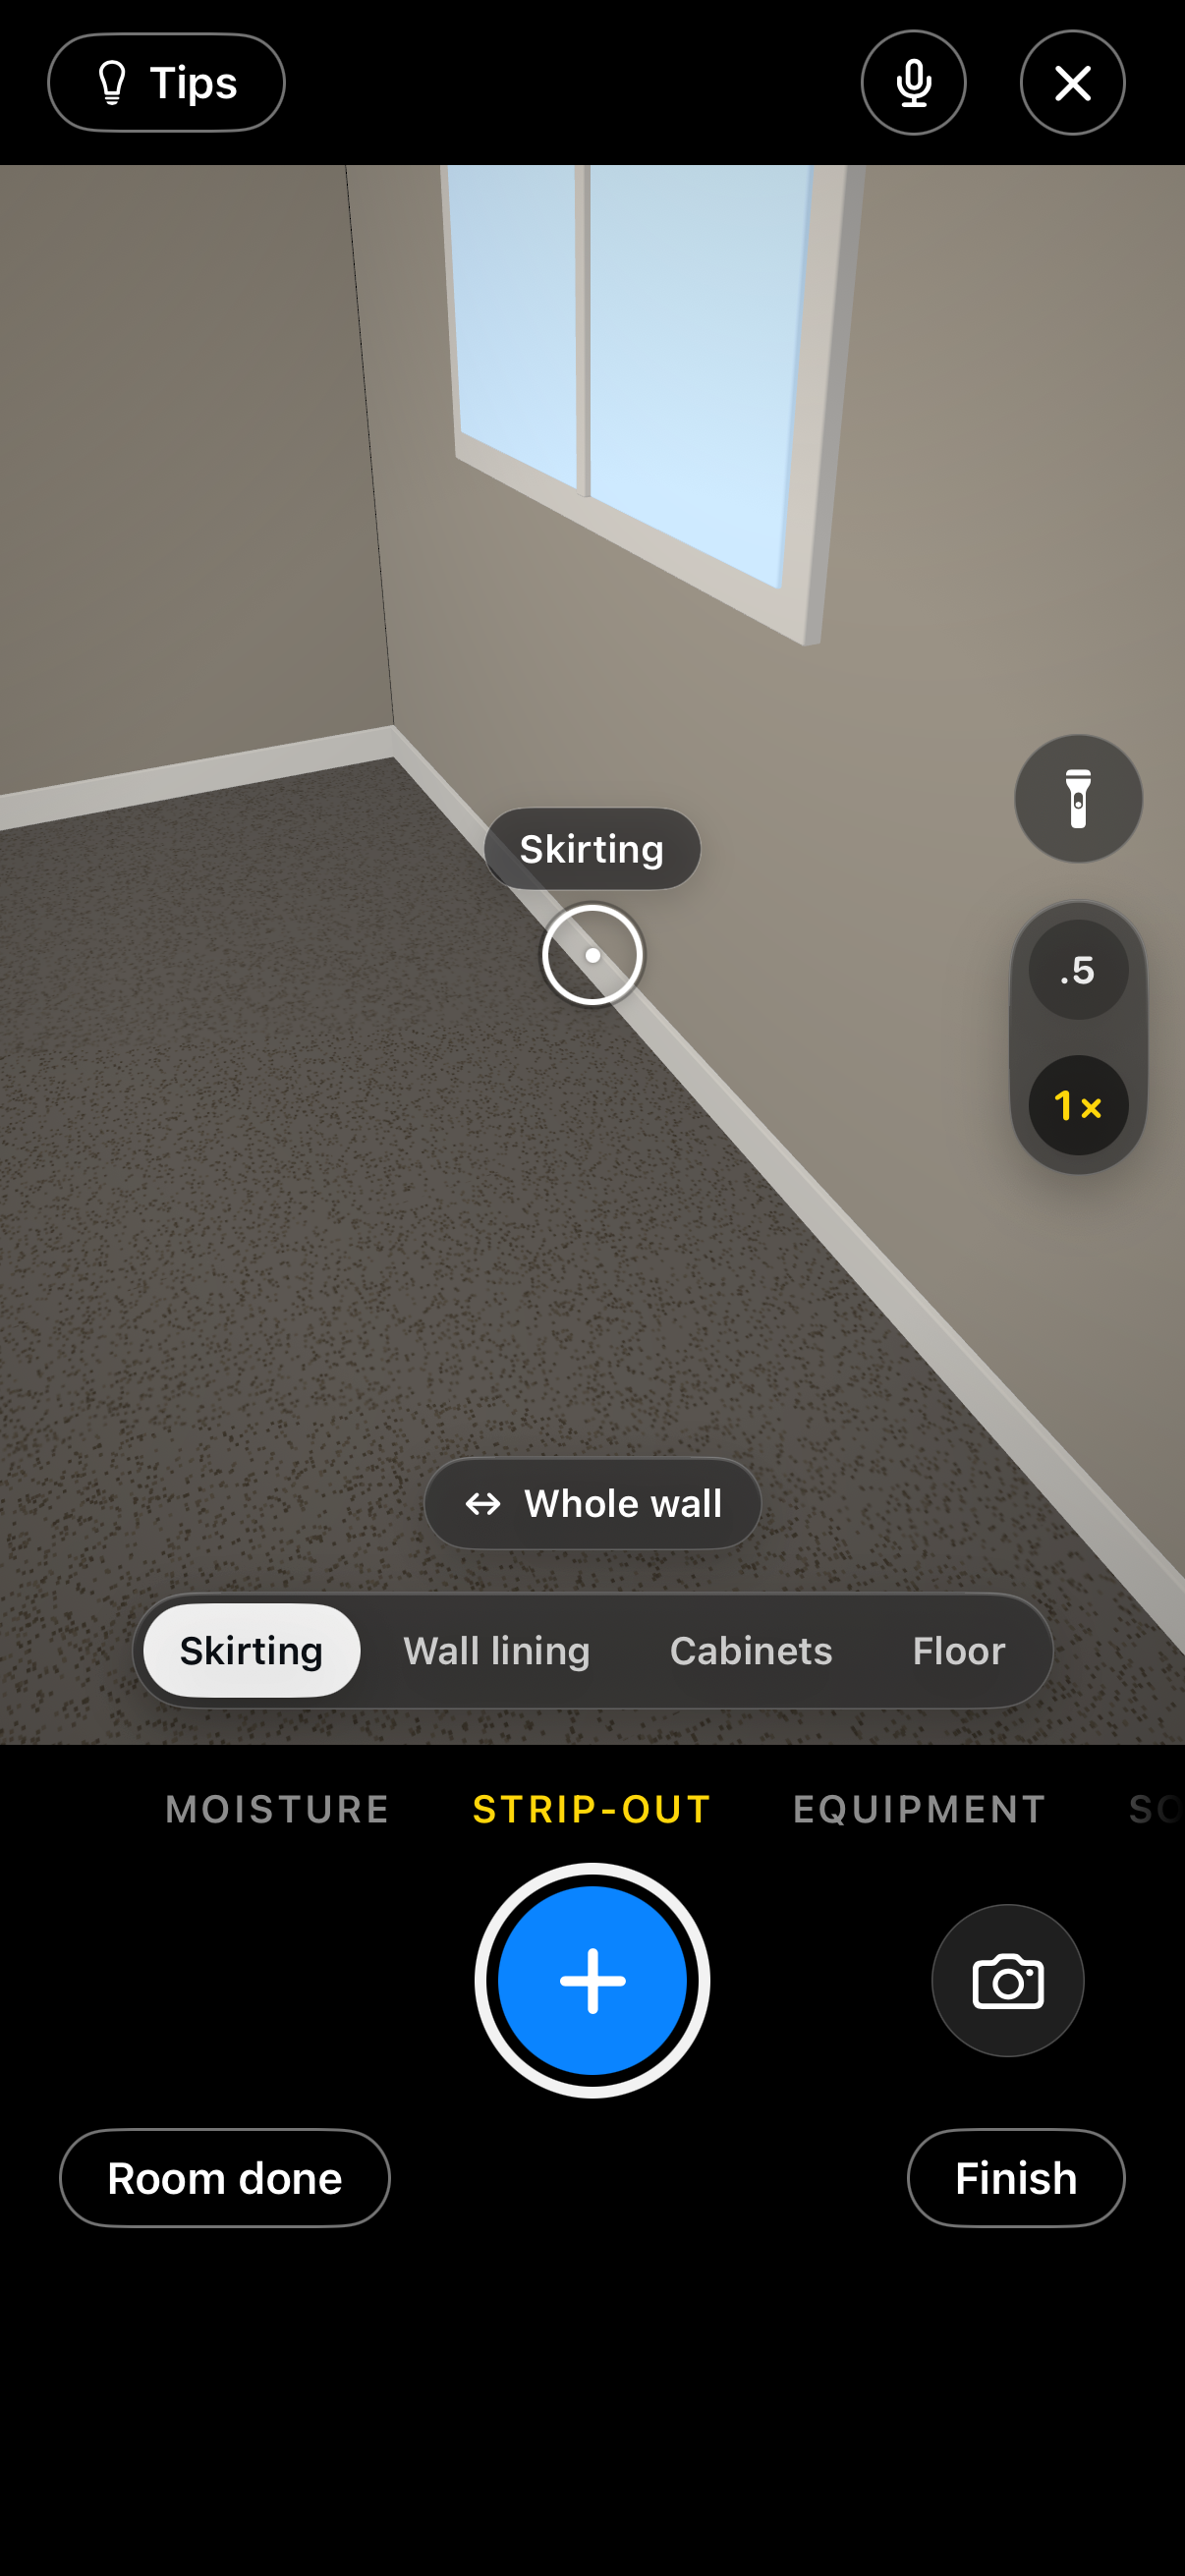 Tips
Skirting
.5
1×
Whole wall
Skirting Wall lining Cabinets Floor
MOISTURE STRIP-OUT EQUIPMENT
Room done Finish